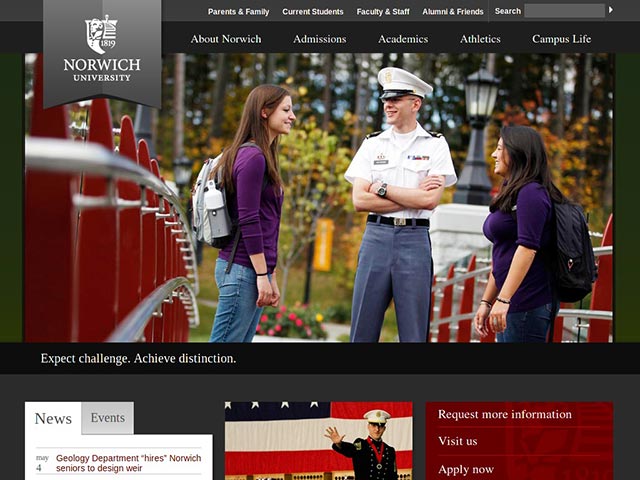 Parents & Family Current Students Faculty & Staff Alumni & Friends Search
1819
NORWICH
UNIVERSITY
About Norwich Admissions Academics Athletics Campus Life
Expect challenge. Achieve distinction.
News Events
may
4
Geology Department “hires” Norwich
seniors to design weir
Request more information
Visit us
Apply now